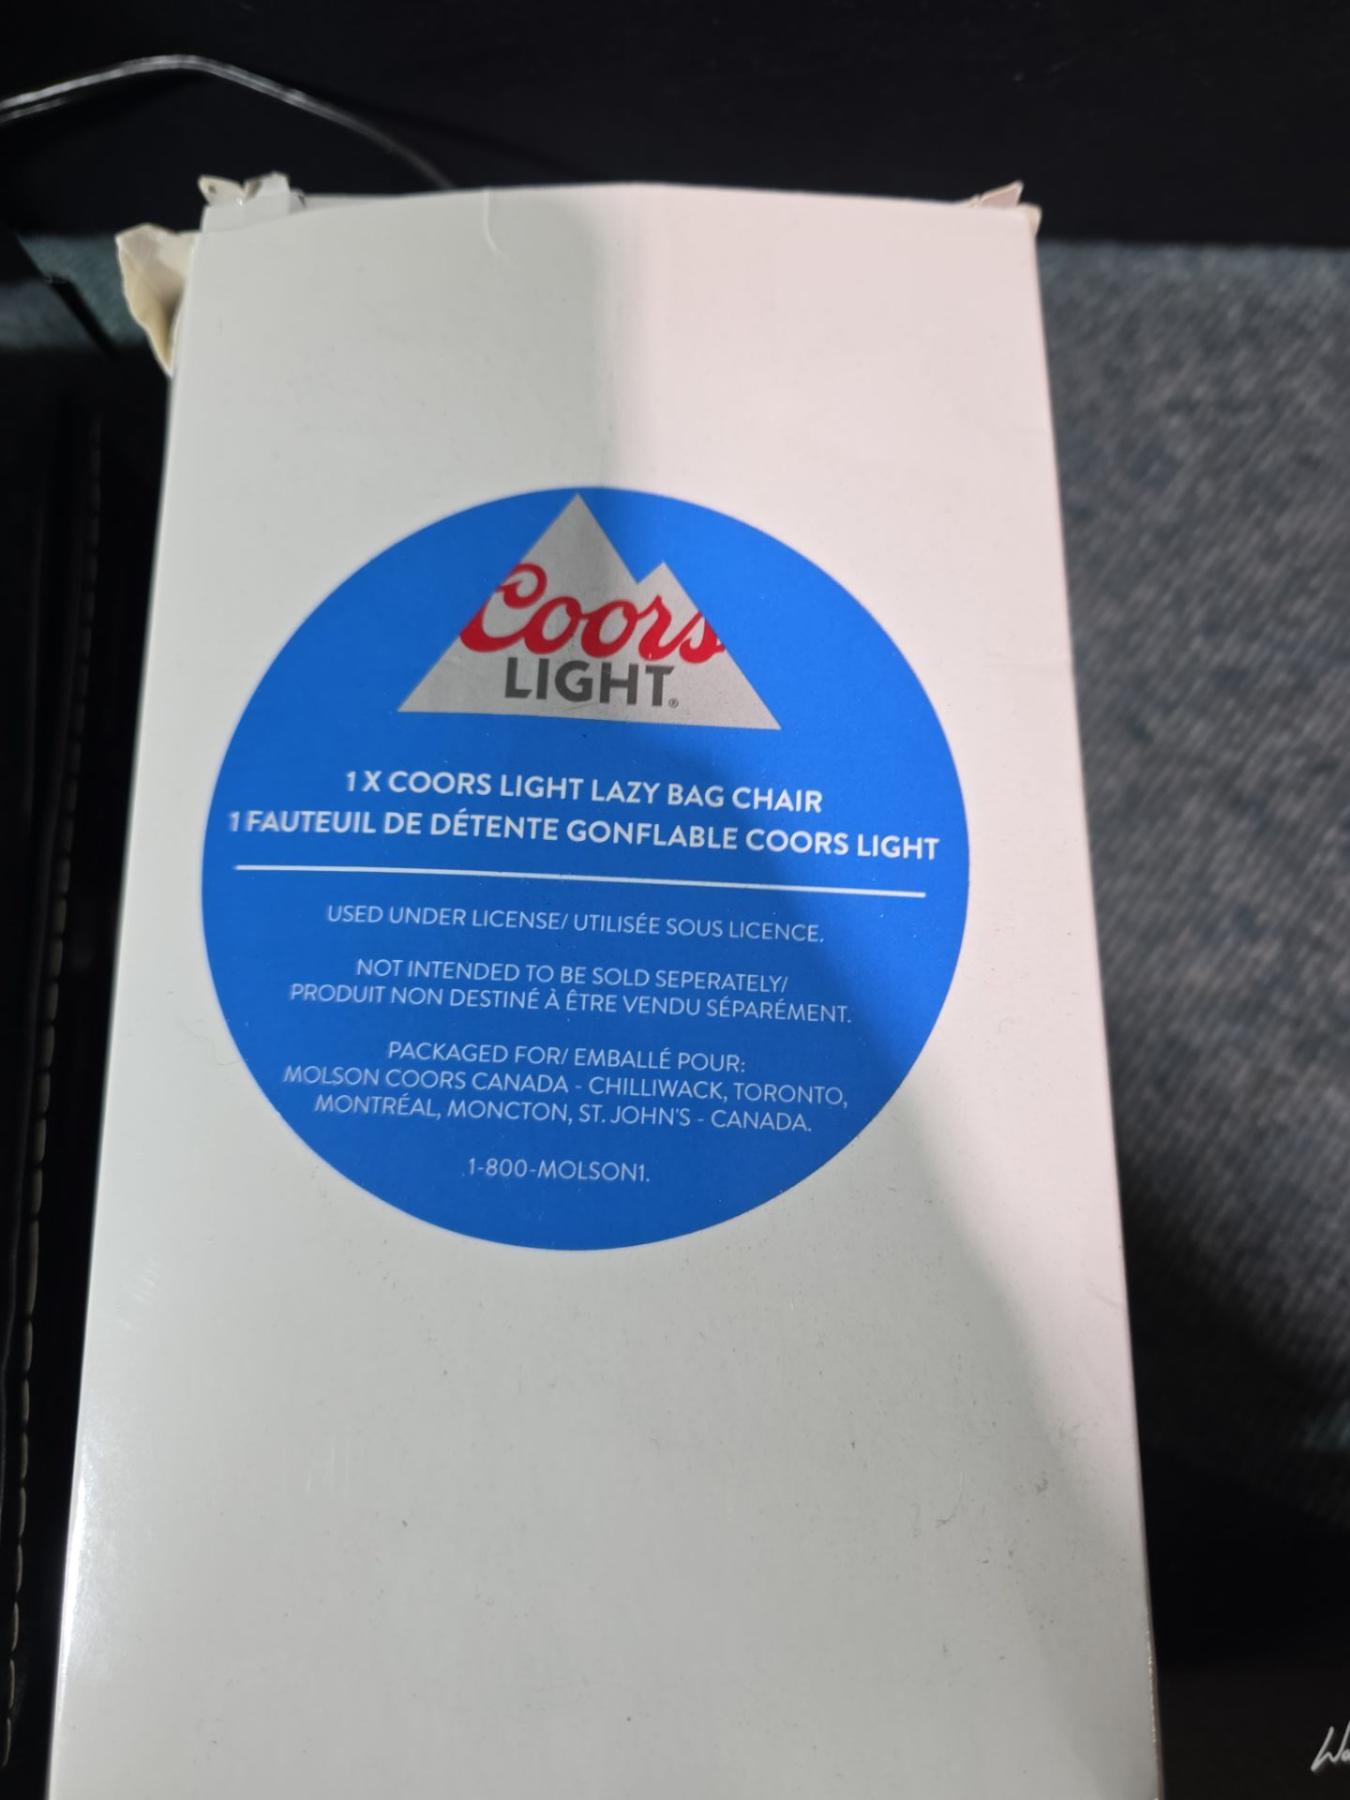 Coors
LIGHT®
1 X COORS LIGHT LAZY BAG CHAIR
1 FAUTEUIL DE DÉTENTE GONFLABLE COORS LIGHT
USED UNDER LICENSE/ UTILISÉE SOUS LICENCE.
NOT INTENDED TO BE SOLD SEPERATELY/
PRODUIT NON DESTINÉ À ÊTRE VENDU SÉPARÉMENT.
PACKAGED FOR/ EMBALLÉ POUR:
MOLSON COORS CANADA - CHILLIWACK, TORONTO,
MONTRÉAL, MONCTON, ST. JOHN'S - CANADA.
1-800-MOLSON1.